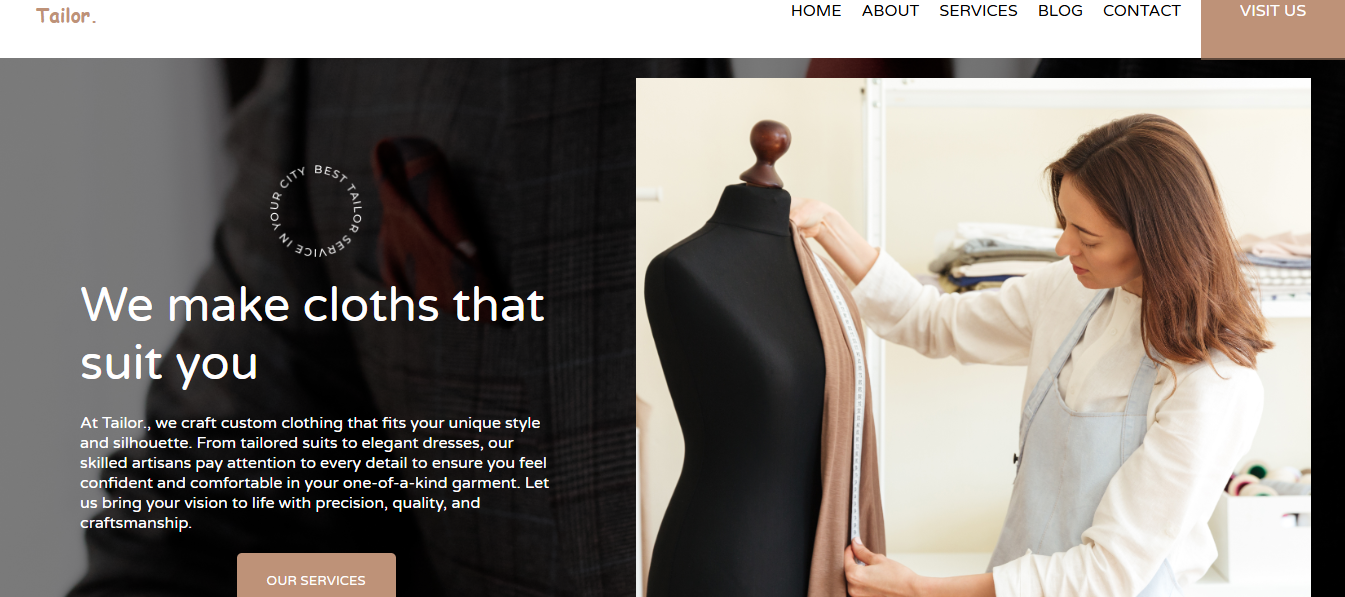 Tailor.
HOME ABOUT SERVICES BLOG CONTACT VISIT US
BEST TAILOR SERVICE IN YOUR CITY
We make cloths that
suit you
At Tailor., we craft custom clothing that fits your unique style
and silhouette. From tailored suits to elegant dresses, our
skilled artisans pay attention to every detail to ensure you feel
confident and comfortable in your one-of-a-kind garment. Let
us bring your vision to life with precision, quality, and
craftsmanship.
OUR SERVICES